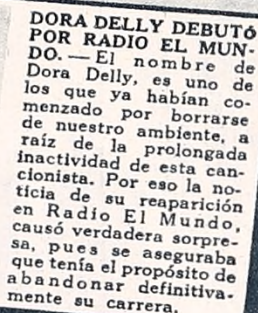 DORA DELLY DEBUTó
POR RADIO EL MUN-
DO. — El nombre de
Dora Delly, es uno de
los que ya habían co-
menzado por borrarse
de nuestro ambiente, a
raíz de la prolongada
inactividad de esta can-
cionista. Por eso la no-
ticia de su reaparición
en Radio El Mundo,
causó verdadera sorpre-
sa, pues se aseguraba
que tenía el propósito de
abandonar definitiva-
mente su carrera.